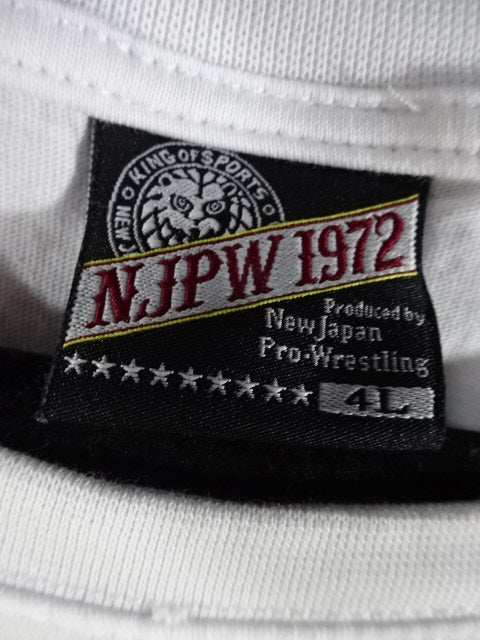 KING OF SPORTS
NEW J
NJPW 1972
Produced by
New Japan
Pro-Wrestling
4L